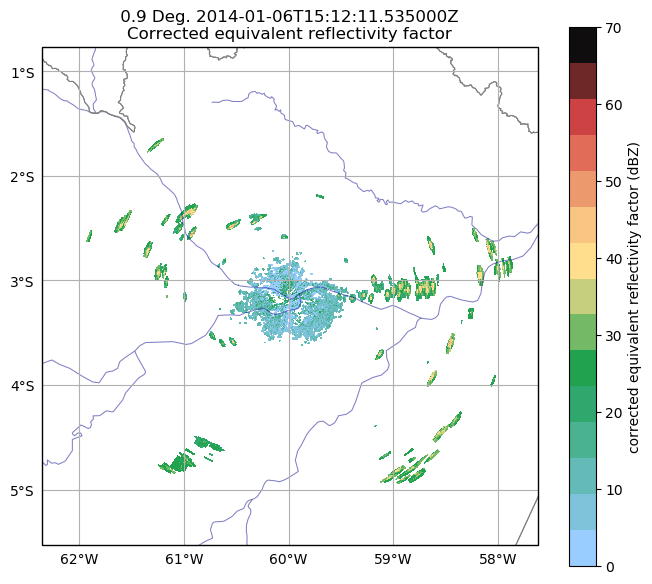 0.9 Deg. 2014-01-06T15:12:11.535000Z
Corrected equivalent reflectivity factor
1°S
2°S
3°S
4°S
5°S
62°W 61°W 60°W 59°W 58°W
70
60
50
40
30
20
10
0
corrected equivalent reflectivity factor (dBZ)